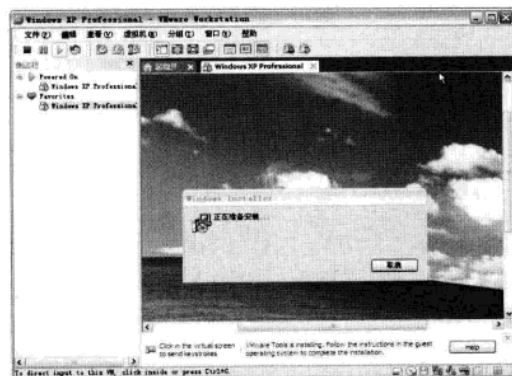 Windows XP Professional - VMware Workstation
文件(F) 编辑 查看(V) 虚拟机 分组(T) 窗口(W) 帮助
Powered On
Windows XP Professional
Favorites
Windows XP Professional
Windows XP Professional
Windows Installer
正在准备安装...
取消
Click in the virtual screen
to send keystrokes
VMware Tools is installing. Follow the instructions in the guest
operating system to complete the installation.
Help
To direct input to this VM, click inside or press Ctrl+G.